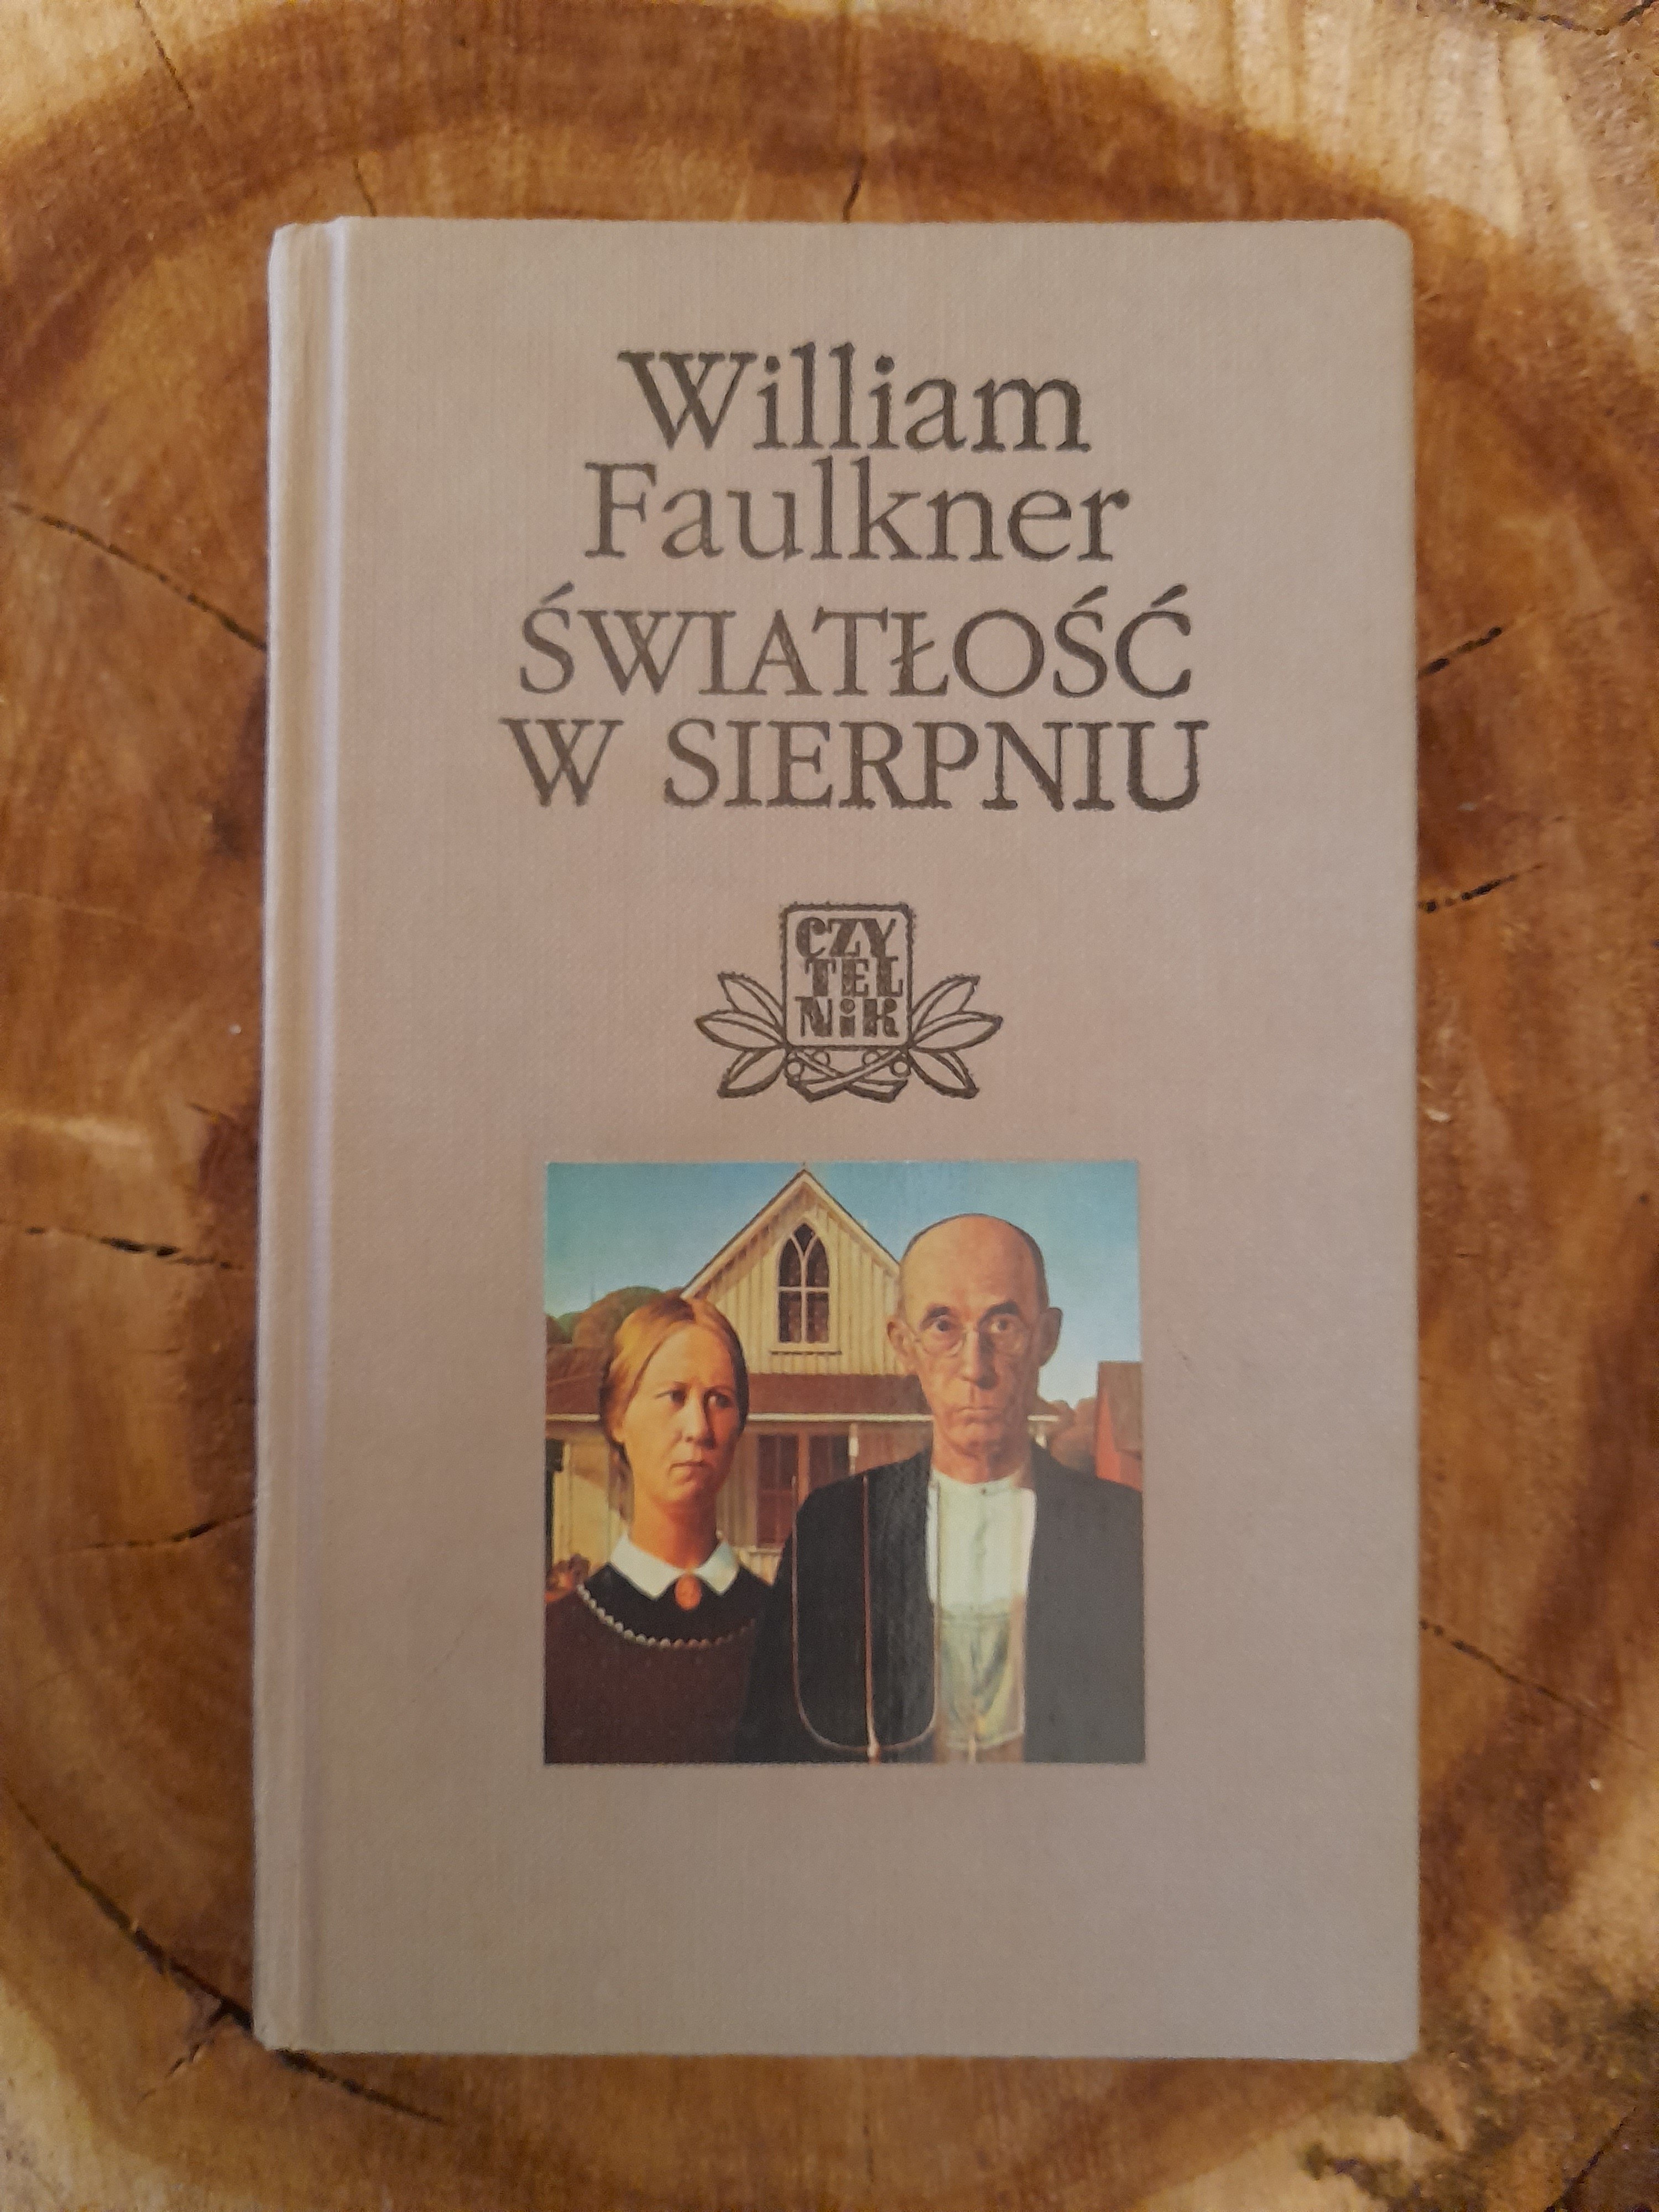 William
Faulkner
ŚWIATŁOŚĆ
W SIERPNIU
CZY
TEL
NiK